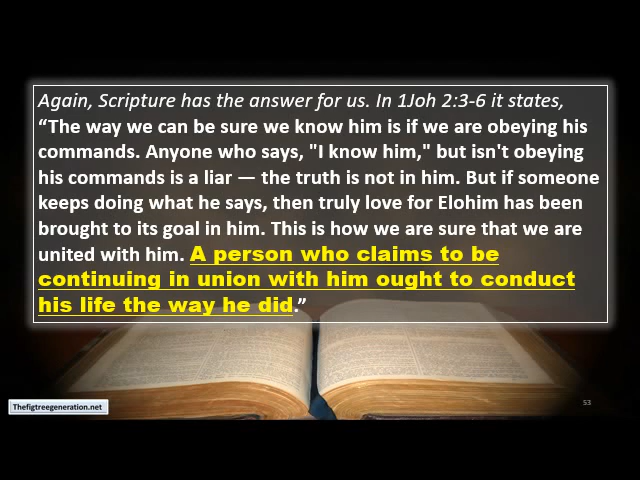 Again, Scripture has the answer for us. In 1Joh 2:3-6 it states,
“The way we can be sure we know him is if we are obeying his
commands. Anyone who says, "I know him," but isn't obeying
his commands is a liar — the truth is not in him. But if someone
keeps doing what he says, then truly love for Elohim has been
brought to its goal in him. This is how we are sure that we are
united with him. A person who claims to be
continuing in union with him ought to conduct
his life the way he did.”
Thefigtreegeneration.net
53